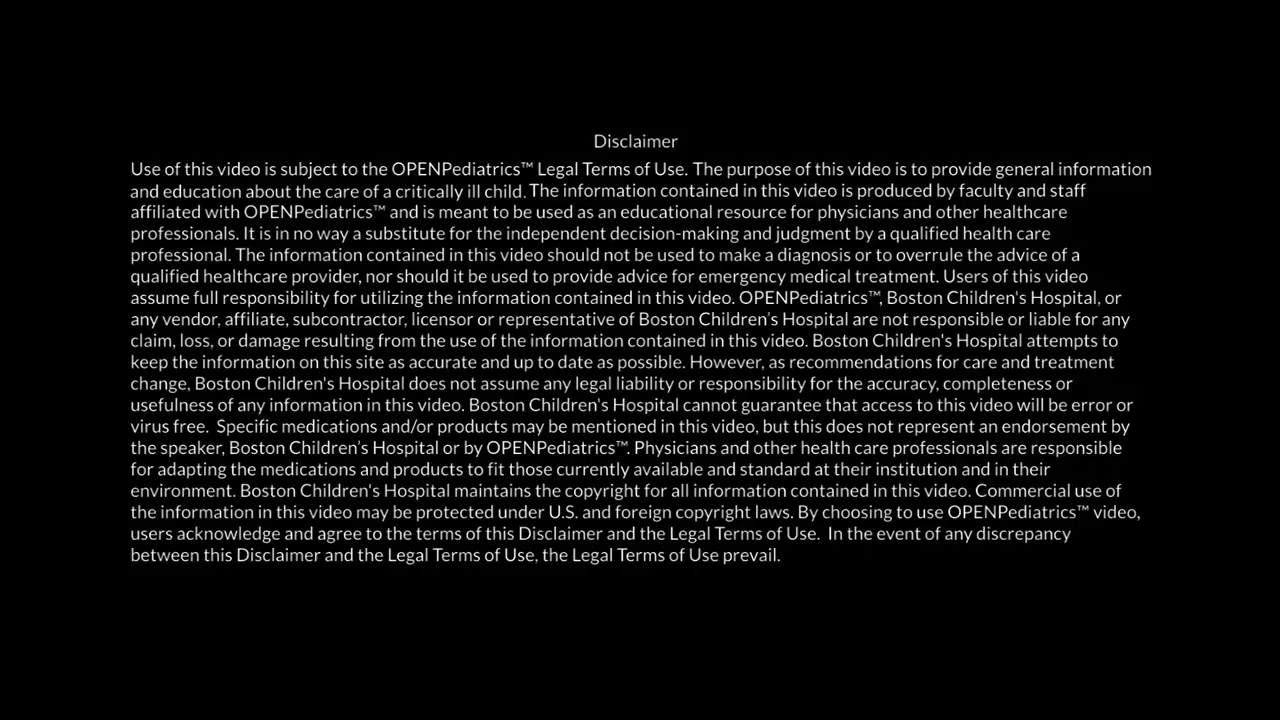 Disclaimer
Use of this video is subject to the OPENPediatrics™ Legal Terms of Use. The purpose of this video is to provide general information
and education about the care of a critically ill child. The information contained in this video is produced by faculty and staff
affiliated with OPENPediatrics™ and is meant to be used as an educational resource for physicians and other healthcare
professionals. It is in no way a substitute for the independent decision-making and judgment by a qualified health care
professional. The information contained in this video should not be used to make a diagnosis or to overrule the advice of a
qualified healthcare provider, nor should it be used to provide advice for emergency medical treatment. Users of this video
assume full responsibility for utilizing the information contained in this video. OPENPediatrics™, Boston Children's Hospital, or
any vendor, affiliate, subcontractor, licensor or representative of Boston Children’s Hospital are not responsible or liable for any
claim, loss, or damage resulting from the use of the information contained in this video. Boston Children's Hospital attempts to
keep the information on this site as accurate and up to date as possible. However, as recommendations for care and treatment
change, Boston Children's Hospital does not assume any legal liability or responsibility for the accuracy, completeness or
usefulness of any information in this video. Boston Children's Hospital cannot guarantee that access to this video will be error or
virus free.  Specific medications and/or products may be mentioned in this video, but this does not represent an endorsement by
the speaker, Boston Children’s Hospital or by OPENPediatrics™. Physicians and other health care professionals are responsible
for adapting the medications and products to fit those currently available and standard at their institution and in their
environment. Boston Children's Hospital maintains the copyright for all information contained in this video. Commercial use of
the information in this video may be protected under U.S. and foreign copyright laws. By choosing to use OPENPediatrics™ video,
users acknowledge and agree to the terms of this Disclaimer and the Legal Terms of Use.  In the event of any discrepancy
between this Disclaimer and the Legal Terms of Use, the Legal Terms of Use prevail.